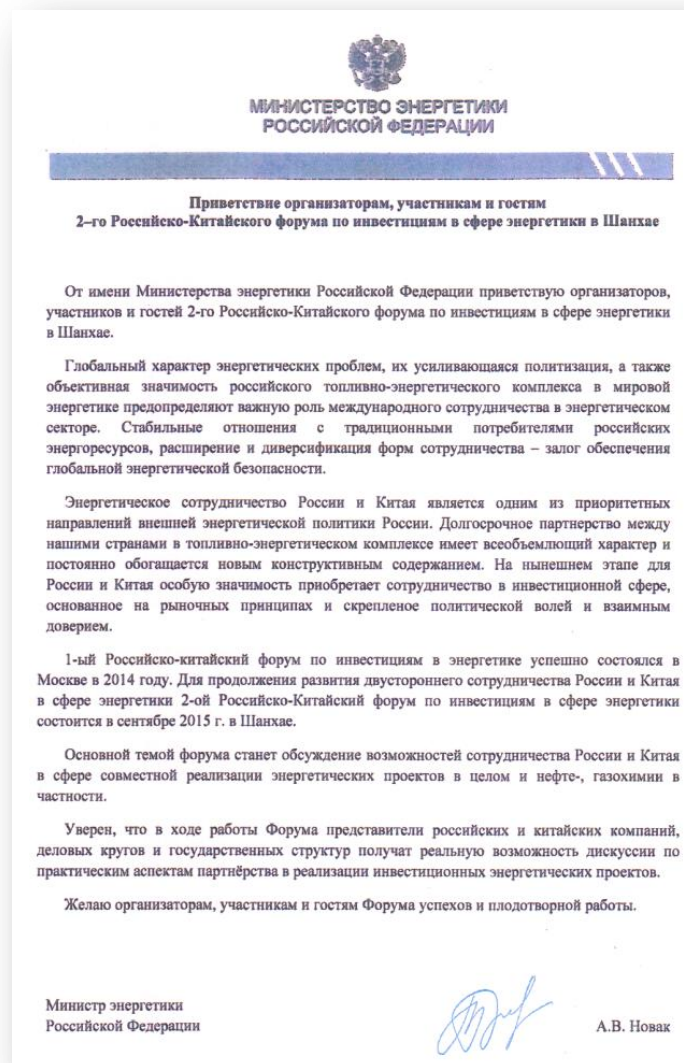 МИНИСТЕРСТВО ЭНЕРГЕТИКИ
РОССИЙСКОЙ ФЕДЕРАЦИИ
Приветствие организаторам, участникам и гостям
2–го Российско-Китайского форума по инвестициям в сфере энергетики в Шанхае
От имени Министерства энергетики Российской Федерации приветствую организаторов,
участников и гостей 2-го Российско-Китайского форума по инвестициям в сфере энергетики
в Шанхае.
Глобальный характер энергетических проблем, их усиливающаяся политизация, а также
объективная значимость российского топливно-энергетического комплекса в мировой
энергетике предопределяют важную роль международного сотрудничества в энергетическом
секторе. Стабильные отношения с традиционными потребителями российских
энергоресурсов, расширение и диверсификация форм сотрудничества – залог обеспечения
глобальной энергетической безопасности.
Энергетическое сотрудничество России и Китая является одним из приоритетных
направлений внешней энергетической политики России. Долгосрочное партнерство между
нашими странами в топливно-энергетическом комплексе имеет всеобъемлющий характер и
постоянно обогащается новым конструктивным содержанием. На нынешнем этапе для
России и Китая особую значимость приобретает сотрудничество в инвестиционной сфере,
основанное на рыночных принципах и скрепленое политической волей и взаимным
доверием.
1-ый Российско-китайский форум по инвестициям в энергетике успешно состоялся в
Москве в 2014 году. Для продолжения развития двустороннего сотрудничества России и Китая
в сфере энергетики 2-ой Российско-Китайский форум по инвестициям в сфере энергетики
состоится в сентябре 2015 г. в Шанхае.
Основной темой форума станет обсуждение возможностей сотрудничества России и Китая
в сфере совместной реализации энергетических проектов в целом и нефте-, газохимии в
частности.
Уверен, что в ходе работы Форума представители российских и китайских компаний,
деловых кругов и государственных структур получат реальную возможность дискуссии по
практическим аспектам партнёрства в реализации инвестиционных энергетических проектов.
Желаю организаторам, участникам и гостям Форума успехов и плодотворной работы.
Министр энергетики
Российской Федерации
А.В. Новак